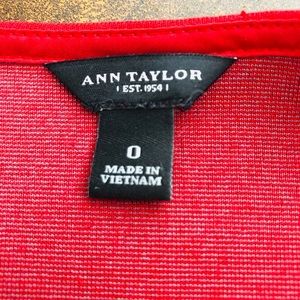 ANN TAYLOR
| EST. 1954 |
0
MADE IN
VIETNAM